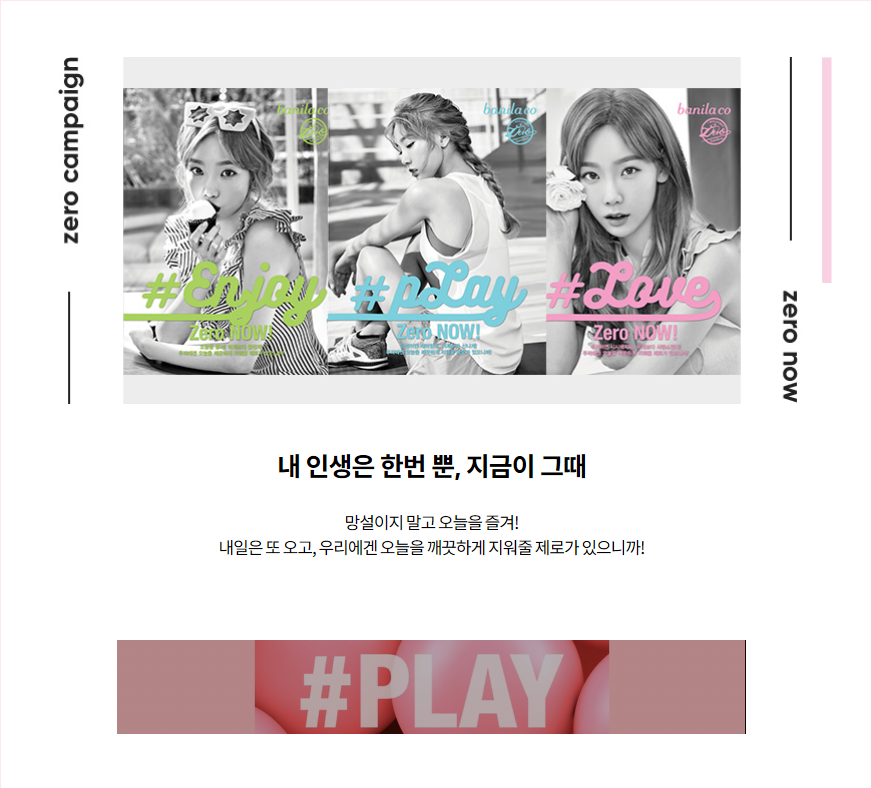 zero campaign
banila co
Zero
#Enjoy
Zero NOW!
banila co
Zero
#pLay
Zero NOW!
banila co
Zero
#Love
Zero NOW!
zero now
내 인생은 한번 뿐, 지금이 그때
망설이지 말고 오늘을 즐겨!
내일은 또 오고, 우리에겐 오늘을 깨끗하게 지워줄 제로가 있으니까!
#PLAY